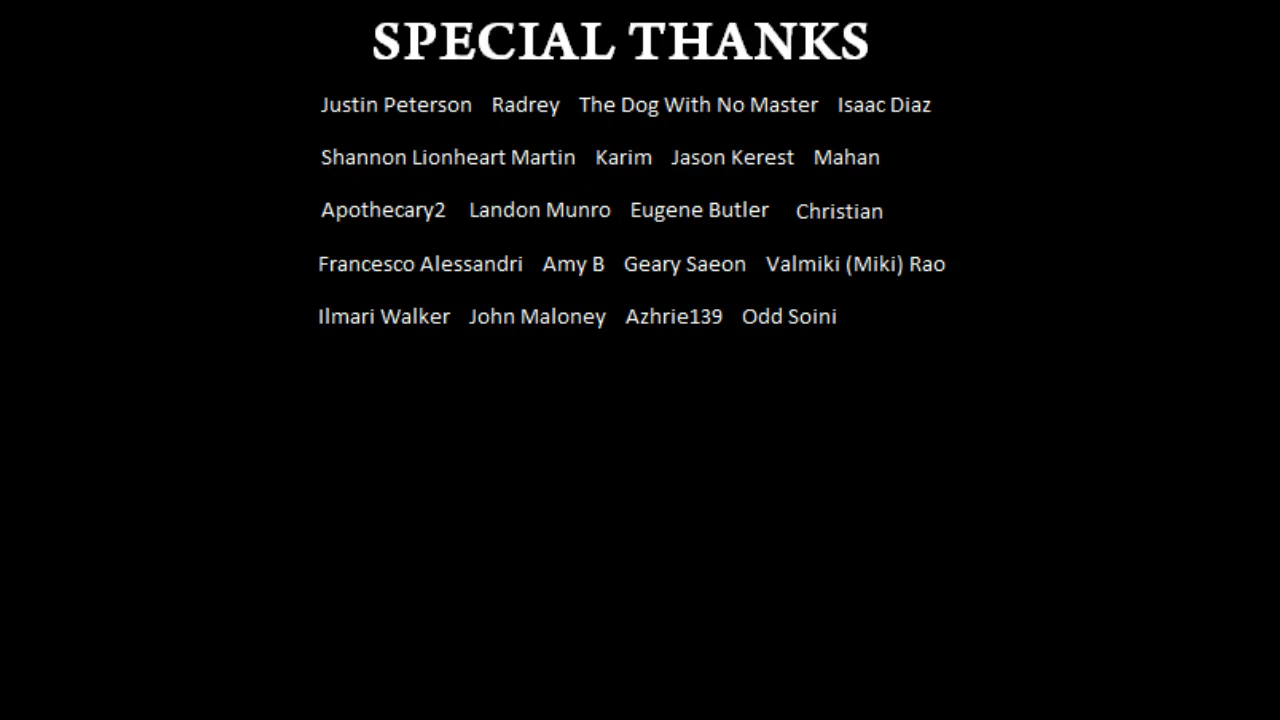 SPECIAL THANKS
Justin Peterson Radrey The Dog With No Master Isaac Diaz
Shannon Lionheart Martin Karim Jason Kerest Mahan
Apothecary2 Landon Munro Eugene Butler Christian
Francesco Alessandri Amy B Geary Saeon Valmiki (Miki) Rao
Ilmari Walker John Maloney Azhrie139 Odd Soini